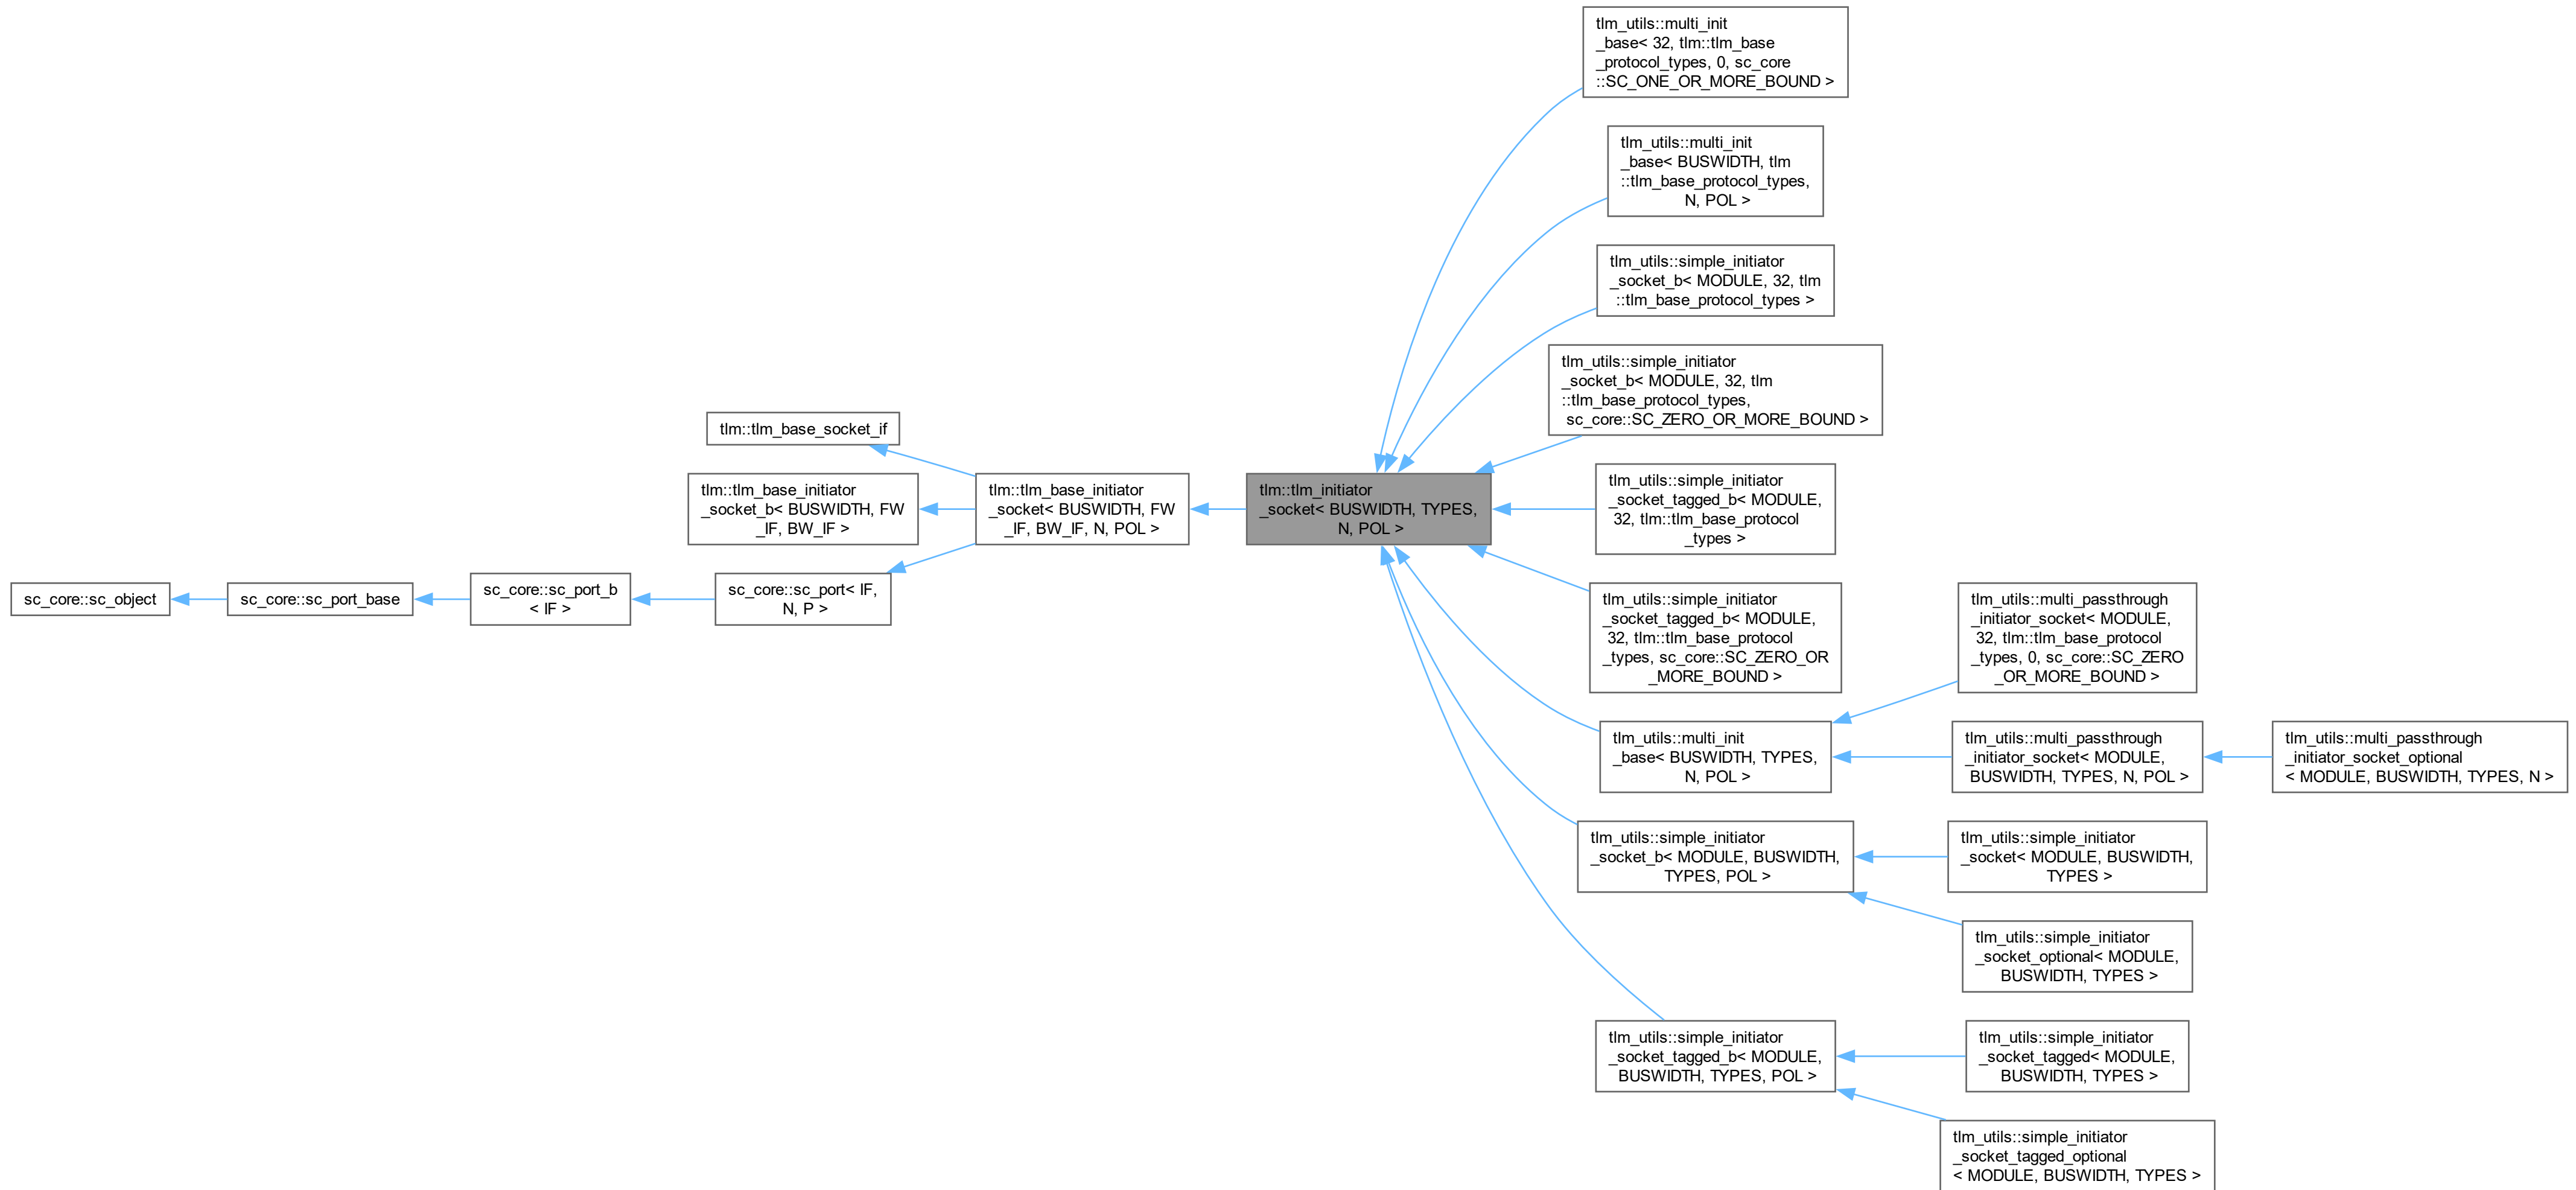 sc_core::sc_object
sc_core::sc_port_base
sc_core::sc_port_b
< IF >
tlm::tlm_base_socket_if
tlm::tlm_base_initiator
_socket_b< BUSWIDTH, FW
_IF, BW_IF >
sc_core::sc_port< IF,
N, P >
tlm::tlm_base_initiator
_socket< BUSWIDTH, FW
_IF, BW_IF, N, POL >
tlm::tlm_initiator
_socket< BUSWIDTH, TYPES,
N, POL >
tlm_utils::multi_init
_base< 32, tlm::tlm_base
_protocol_types, 0, sc_core
::SC_ONE_OR_MORE_BOUND >
tlm_utils::multi_init
_base< BUSWIDTH, tlm
::tlm_base_protocol_types,
N, POL >
tlm_utils::simple_initiator
_socket_b< MODULE, 32, tlm
::tlm_base_protocol_types >
tlm_utils::simple_initiator
_socket_b< MODULE, 32, tlm
::tlm_base_protocol_types,
sc_core::SC_ZERO_OR_MORE_BOUND >
tlm_utils::simple_initiator
_socket_tagged_b< MODULE,
32, tlm::tlm_base_protocol
_types >
tlm_utils::simple_initiator
_socket_tagged_b< MODULE,
32, tlm::tlm_base_protocol
_types, sc_core::SC_ZERO_OR
_MORE_BOUND >
tlm_utils::multi_init
_base< BUSWIDTH, TYPES,
N, POL >
tlm_utils::simple_initiator
_socket_b< MODULE, BUSWIDTH,
TYPES, POL >
tlm_utils::simple_initiator
_socket_tagged_b< MODULE,
BUSWIDTH, TYPES, POL >
tlm_utils::multi_passthrough
_initiator_socket< MODULE,
32, tlm::tlm_base_protocol
_types, 0, sc_core::SC_ZERO
_OR_MORE_BOUND >
tlm_utils::multi_passthrough
_initiator_socket< MODULE,
BUSWIDTH, TYPES, N, POL >
tlm_utils::simple_initiator
_socket< MODULE, BUSWIDTH,
TYPES >
tlm_utils::simple_initiator
_socket_optional< MODULE,
BUSWIDTH, TYPES >
tlm_utils::simple_initiator
_socket_tagged< MODULE,
BUSWIDTH, TYPES >
tlm_utils::simple_initiator
_socket_tagged_optional
< MODULE, BUSWIDTH, TYPES >
tlm_utils::multi_passthrough
_initiator_socket_optional
< MODULE, BUSWIDTH, TYPES, N >